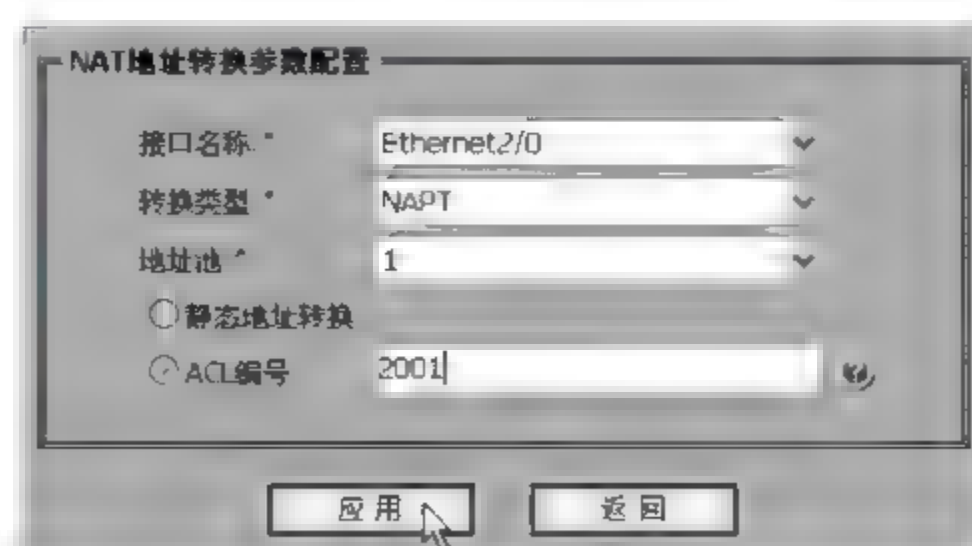 NAT地址转换参数配置
接口名称 * Ethernet2/0
转换类型 * NAPT
地址池 * 1
静态地址转换
ACL编号 2001
应用 返回